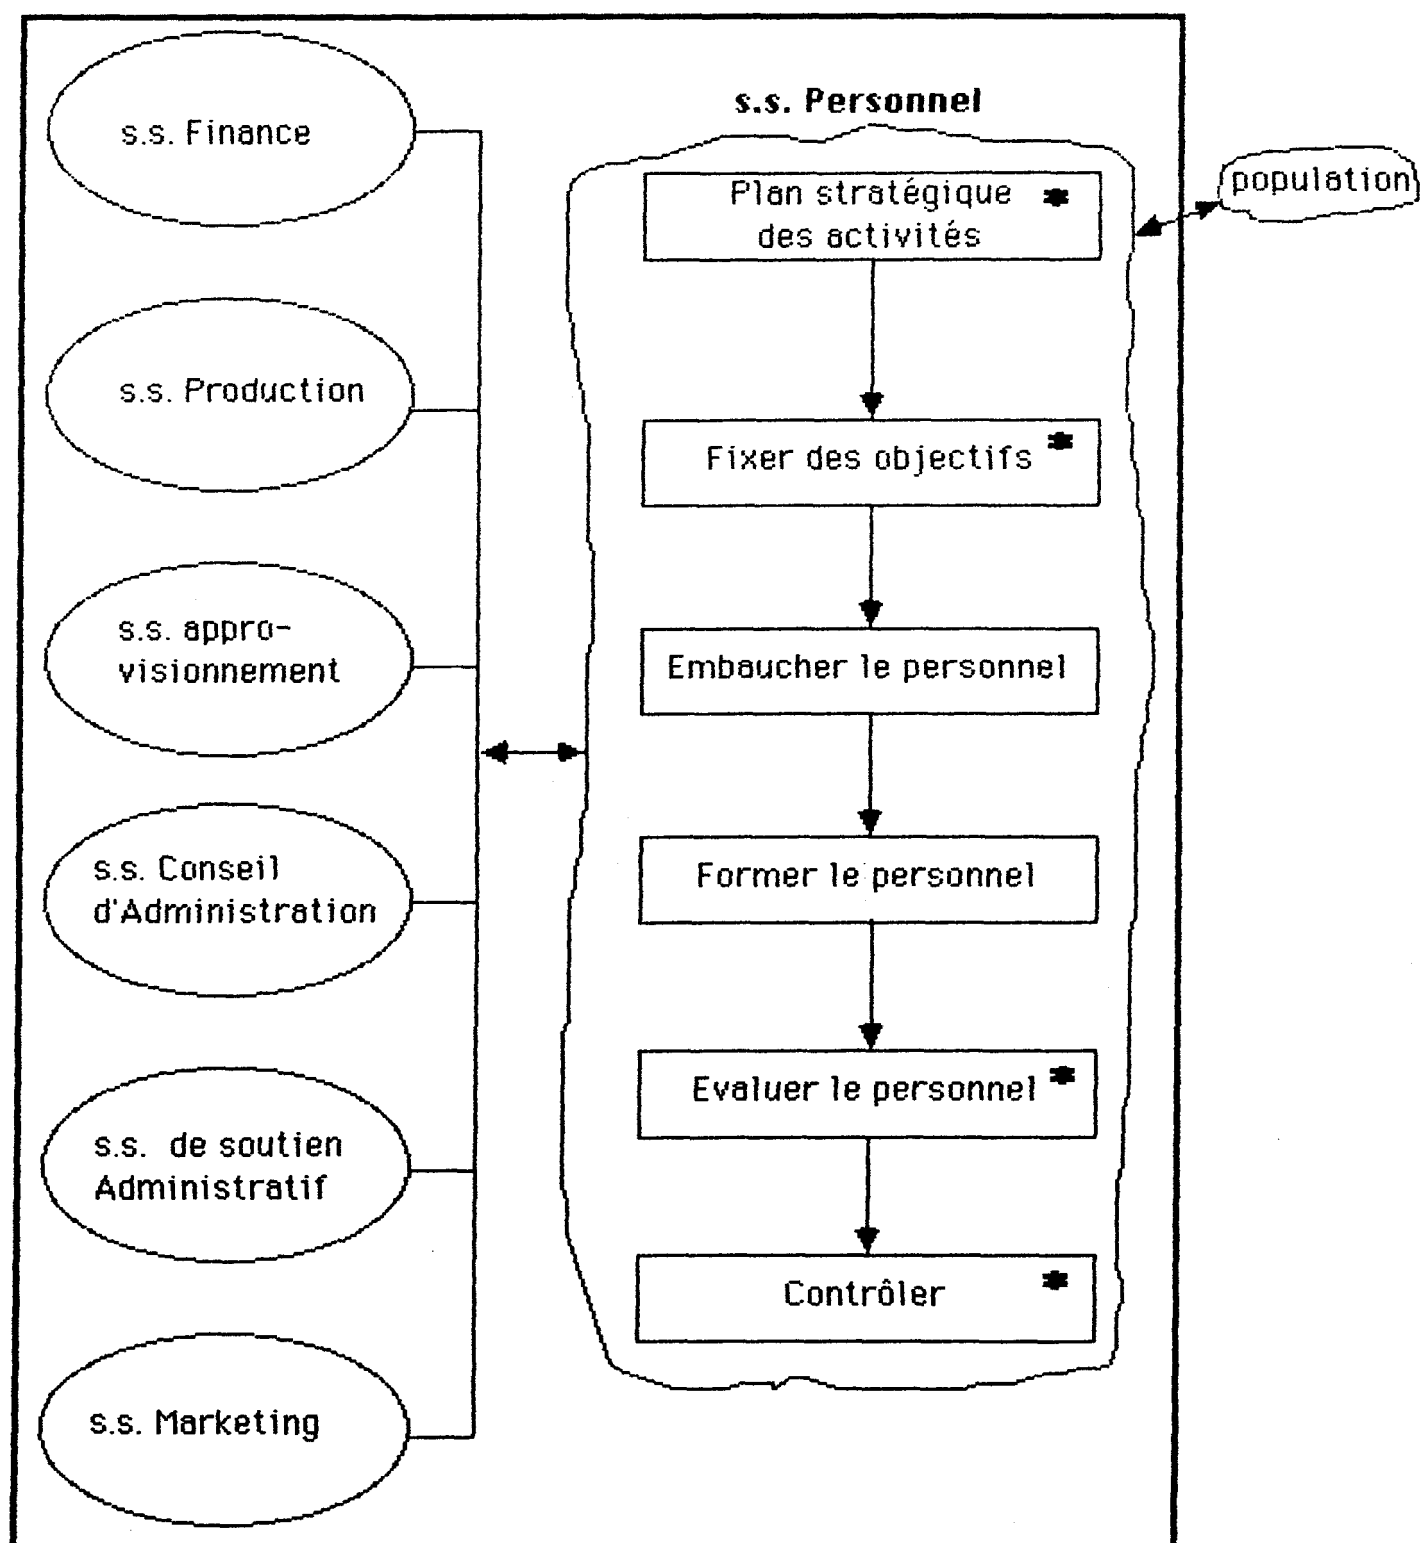 s.s. Finance
s.s. Production
s.s. appro-
visionnement
s.s. Conseil
d'Administration
s.s. de soutien
Administratif
s.s. Marketing
s.s. Personnel
Plan stratégique *
des activités
Fixer des objectifs *
Embaucher le personnel
Former le personnel
Evaluer le personnel *
Contrôler *
population